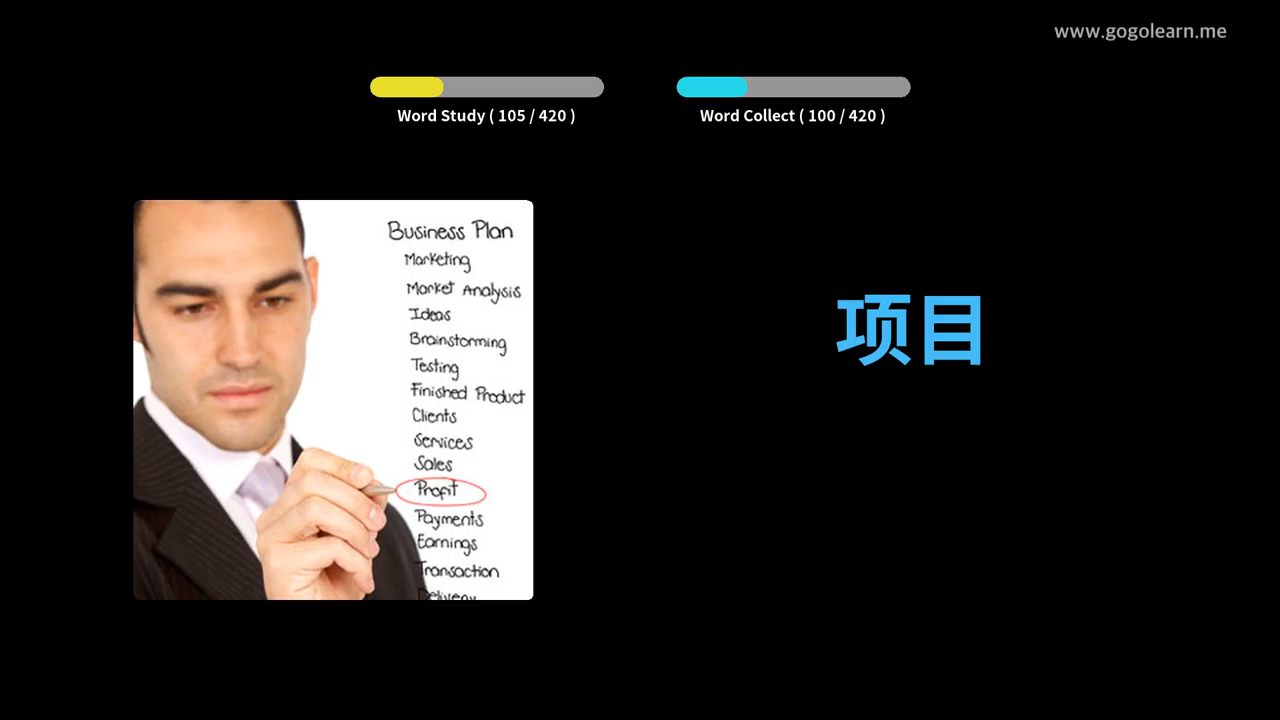 www.gogolearn.me
Word Study ( 105 / 420 )
Word Collect ( 100 / 420 )
Business Plan
Marketing
Market Analysis
Ideas
Brainstorming
Testing
Finished Product
Clients
Services
Sales
Profit
Payments
Earnings
Transaction
Delivery
项目